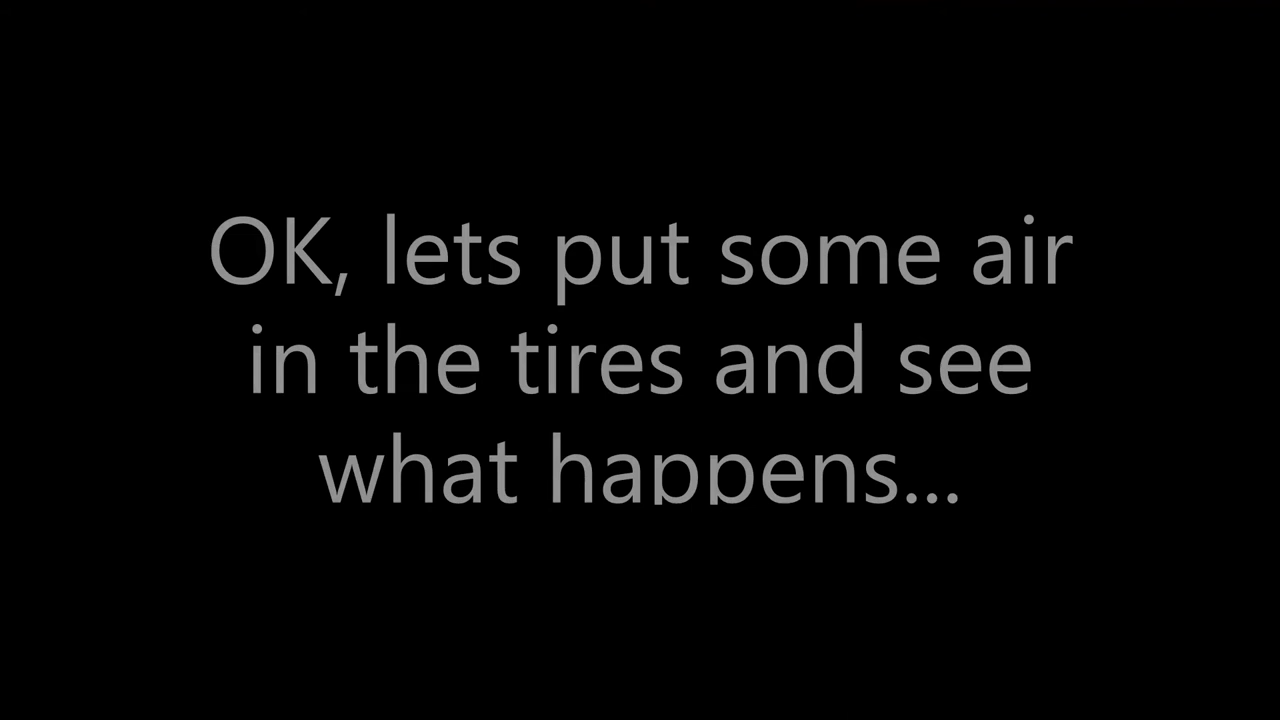 OK, lets put some air
in the tires and see
what happens...